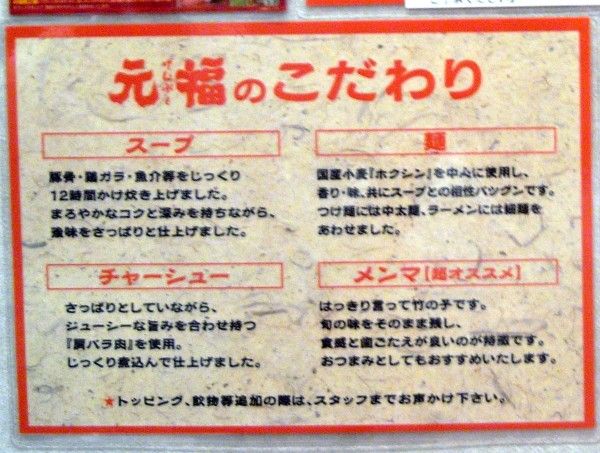 元福のこだわり
スープ
豚骨・鶏ガラ・魚介等をじっくり
12時間かけ炊き上げました。
まろやかなコクと深みを持ちながら、
後味をさっぱりと仕上げました。
麺
国産小麦『ホクシン』を中心に使用し、
香り・味、共にスープとの相性バツグンです。
つけ麺には中太麺、ラーメンには細麺を
あわせました。
チャーシュー
さっぱりとしていながら、
ジューシーな旨みを合わせ持つ
『肩バラ肉』を使用。
じっくり煮込んで仕上げました。
メンマ【超オススメ】
はっきり言って竹の子です。
旬の味をそのまま残し、
食感と歯ごたえが良いのが特徴です。
おつまみとしてもおすすめいたします。
★トッピング、飲物等追加の際は、スタッフまでお声かけ下さい。